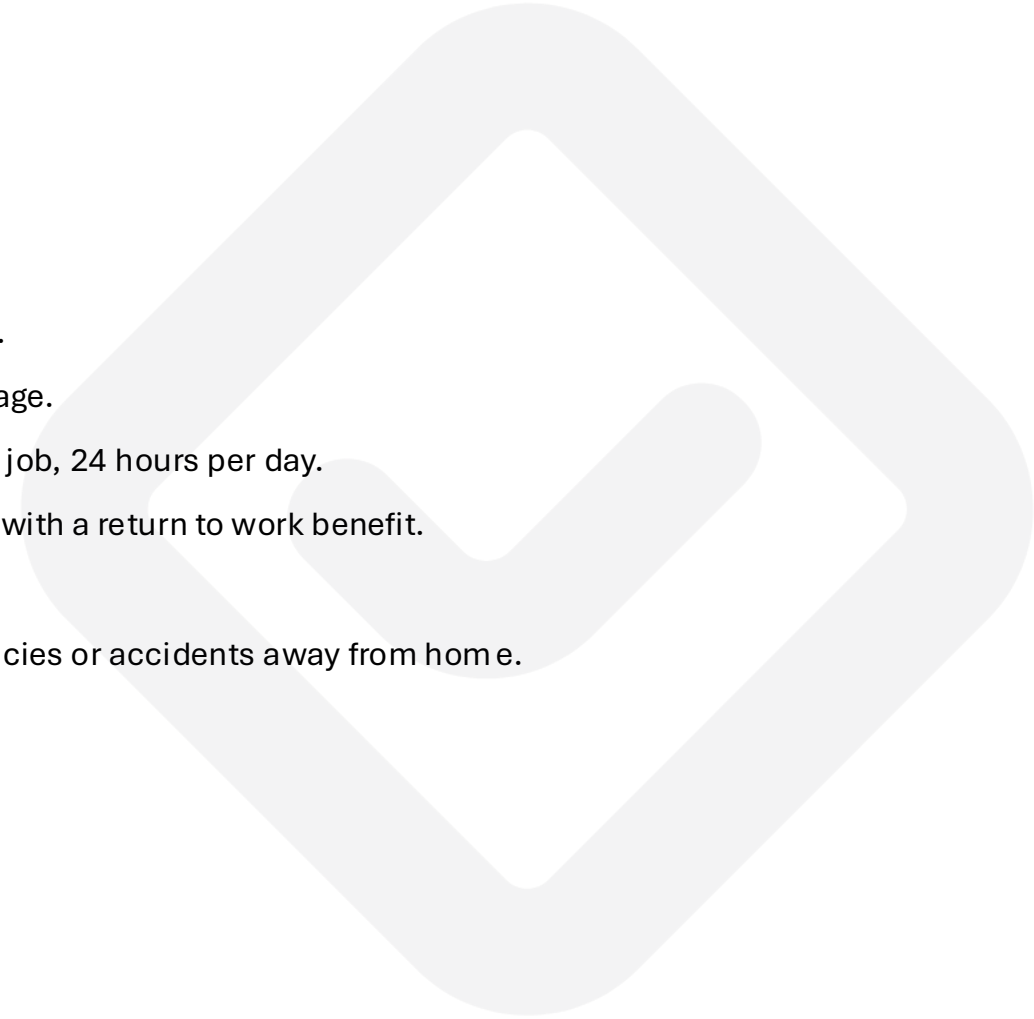 .
age.
job, 24 hours per day.
with a return to work benefit.
cies or accidents away from home.